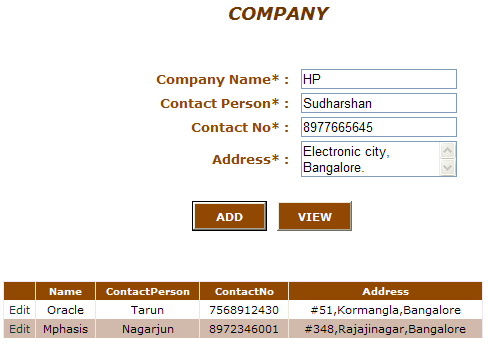 COMPANY
Company Name* : HP
Contact Person* : Sudharshan
Contact No* : 8977665645
Address* : Electronic city,
Bangalore.
ADD VIEW
Name ContactPerson ContactNo Address
Edit Oracle Tarun 7568912430 #51,Kormangla,Bangalore
Edit Mphasis Nagarjun 8972346001 #348,Rajajinagar,Bangalore